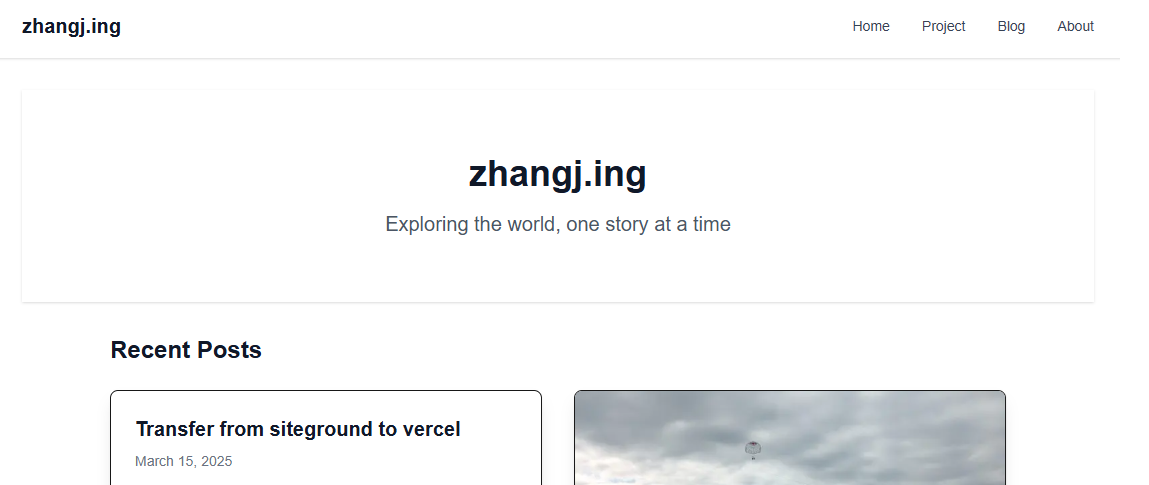 zhangj.ing
Home Project Blog About
zhangj.ing
Exploring the world, one story at a time
Recent Posts
Transfer from siteground to vercel
March 15, 2025